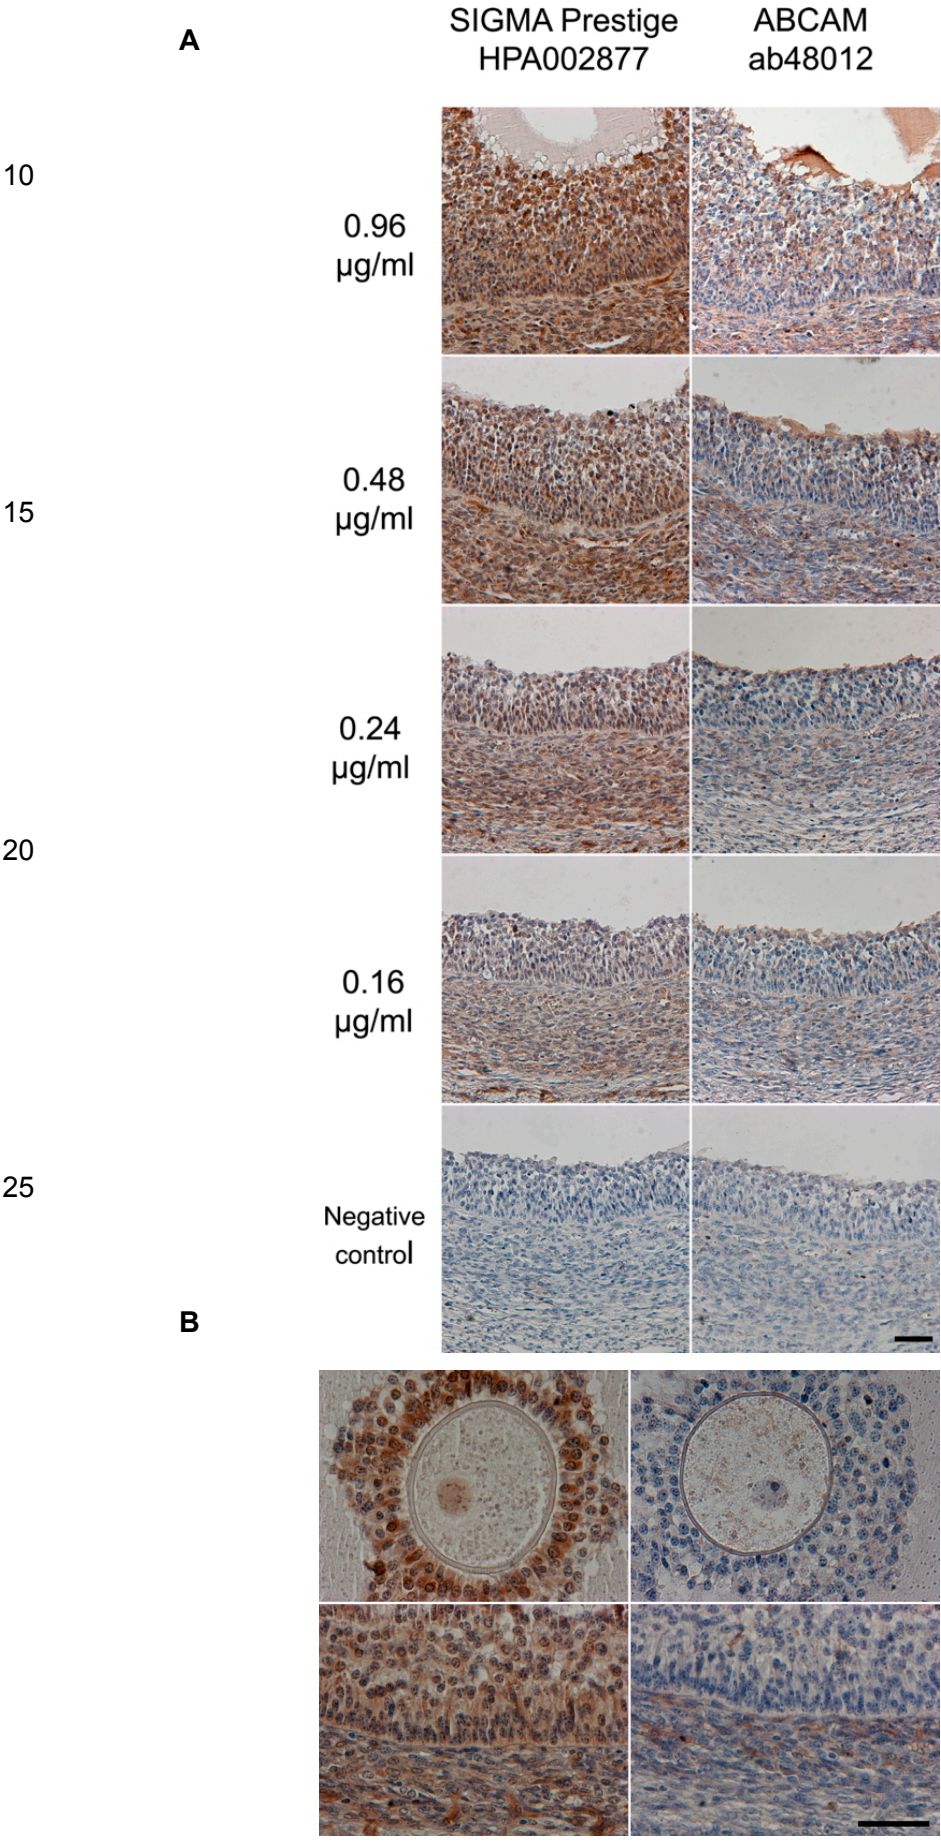 A
SIGMA Prestige
HPA002877
ABCAM
ab48012
10
0.96
µg/ml
0.48
µg/ml
15
0.24
µg/ml
20
0.16
µg/ml
25
Negative
control
B